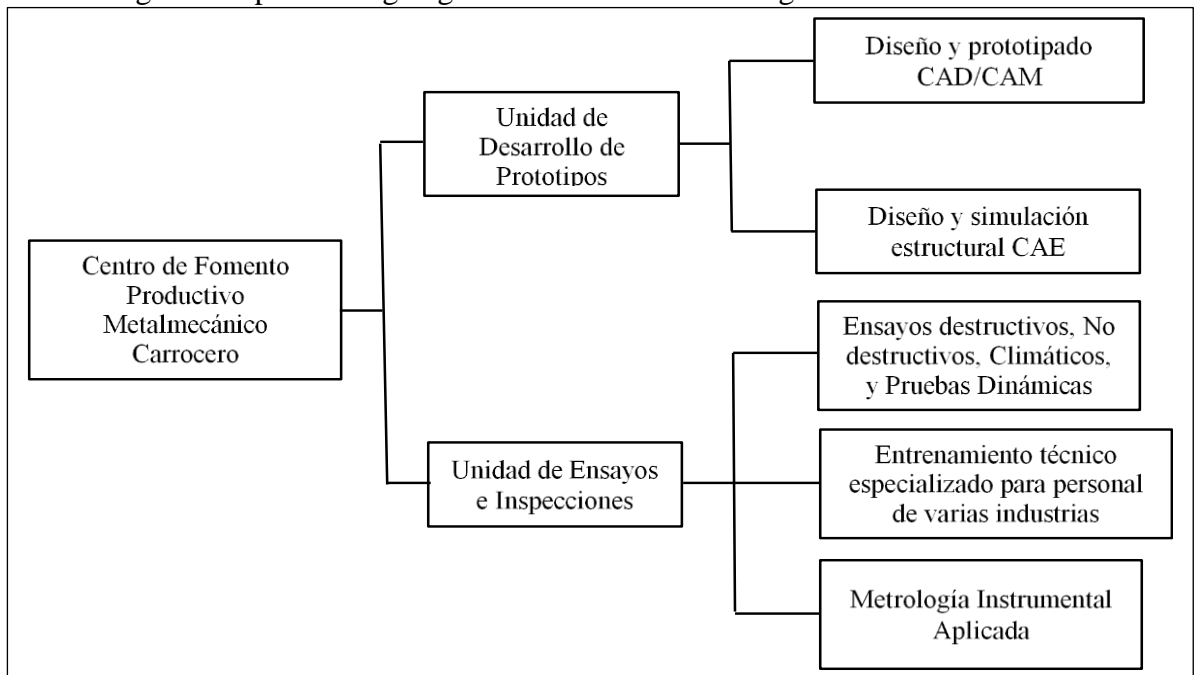 Centro de Fomento
Productivo
Metalmecánico
Carrocero
Unidad de
Desarrollo de
Prototipos
Diseño y prototipado
CAD/CAM
Diseño y simulación
estructural CAE
Unidad de Ensayos
e Inspecciones
Ensayos destructivos, No
destructivos, Climáticos,
y Pruebas Dinámicas
Entrenamiento técnico
especializado para personal
de varias industrias
Metrología Instrumental
Aplicada